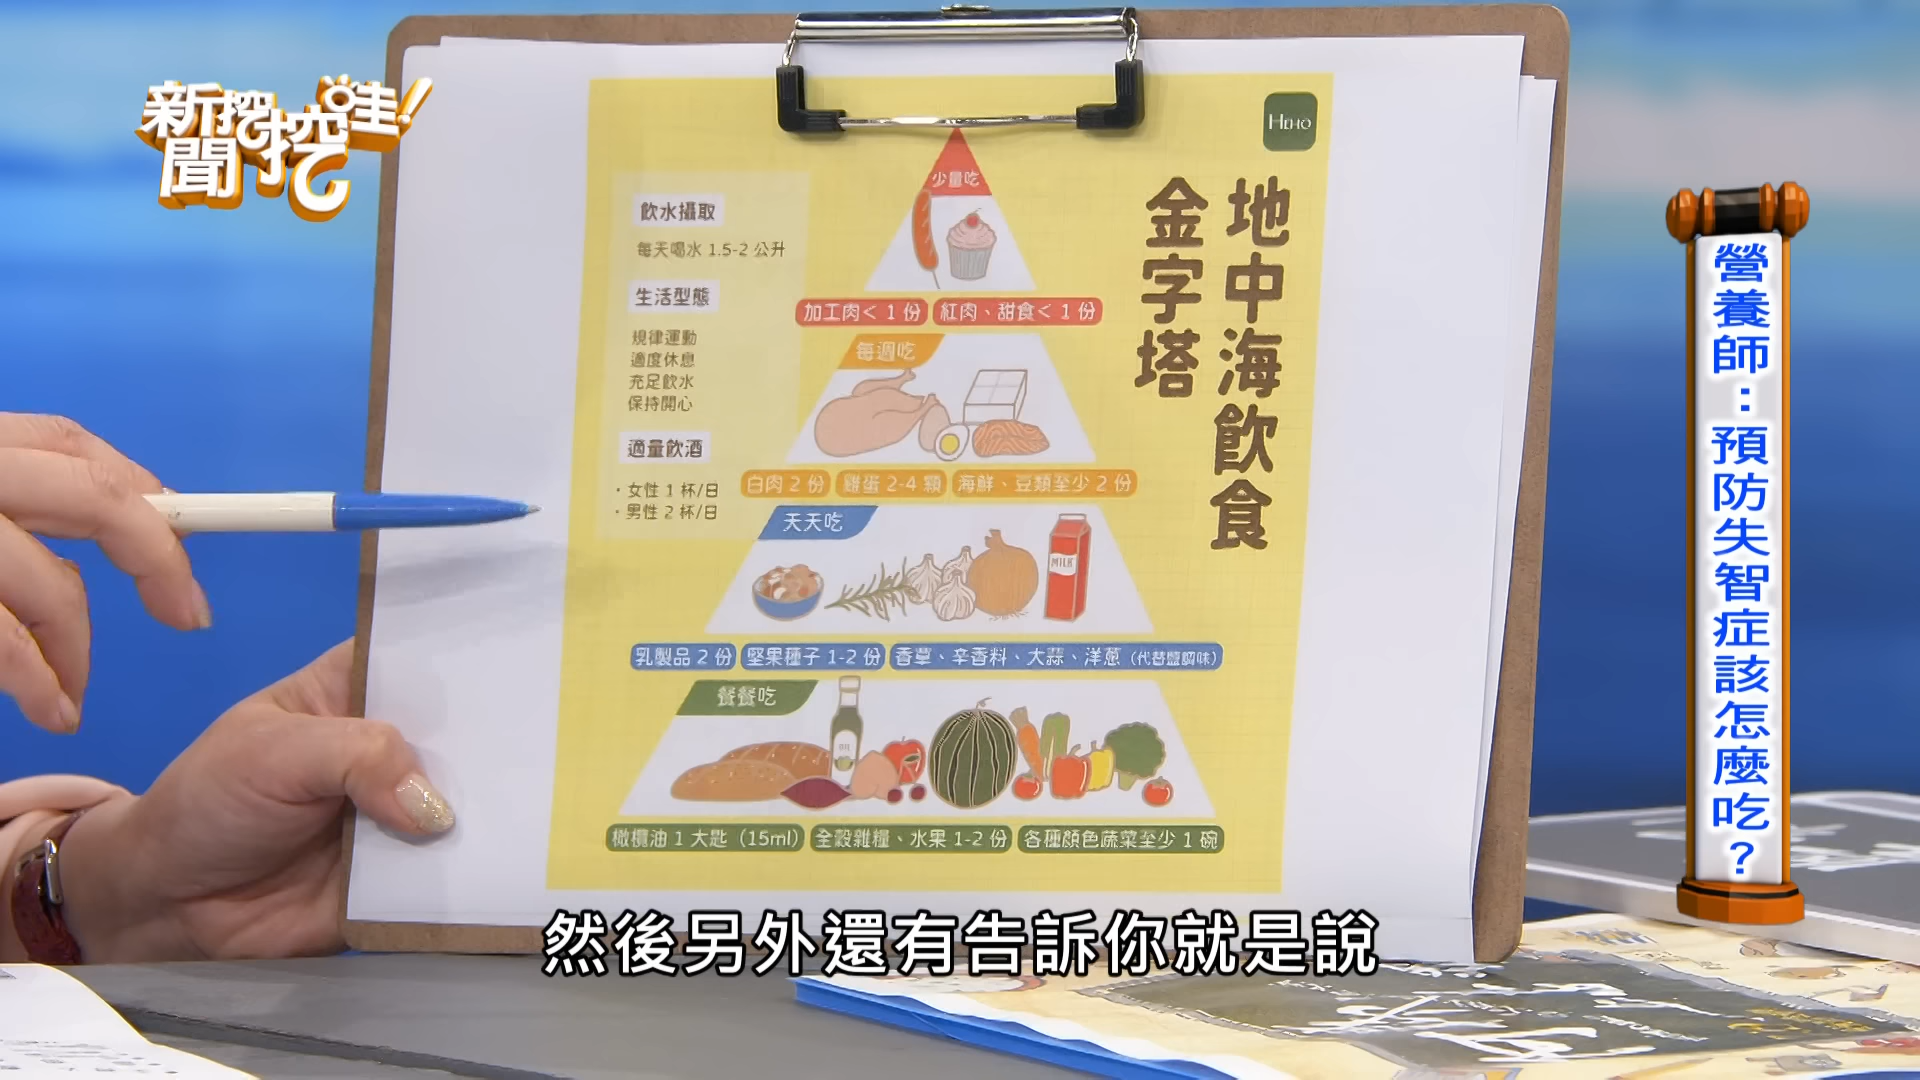 新聞挖挖哇!
HEHO
地中海飲食
金字塔
少量吃
飲水攝取
每天喝水 1.5-2 公升
生活型態
規律運動
適度休息
充足飲水
保持開心
適量飲酒
・女性 1 杯/日
・男性 2 杯/日
加工肉< 1 份
紅肉、甜食< 1 份
每週吃
白肉 2 份
雞蛋 2-4 顆
海鮮、豆類至少 2 份
天天吃
MILK
乳製品 2 份
堅果種子 1-2 份
香草、辛香料、大蒜、洋蔥 (代替鹽調味)
餐餐吃
OIL
橄欖油 1 大匙 (15ml)
全穀雜糧、水果 1-2 份
各種顏色蔬菜至少 1 碗
營養師：預防失智症該怎麼吃？
然後另外還有告訴你就是說